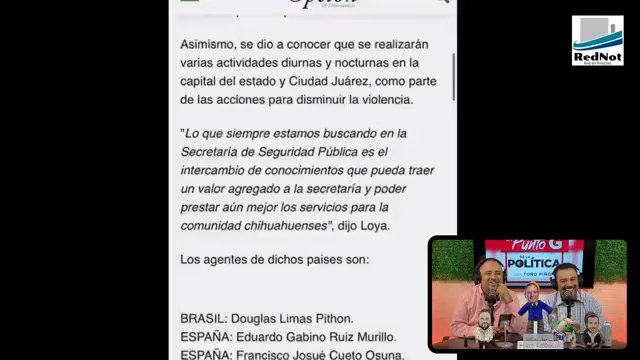 Opción
Asimismo, se dio a conocer que se realizarán
varias actividades diurnas y nocturnas en la
capital del estado y Ciudad Juárez, como parte
de las acciones para disminuir la violencia.
"Lo que siempre estamos buscando en la
Secretaría de Seguridad Pública es el
intercambio de conocimientos que pueda traer
un valor agregado a la secretaría y poder
prestar aún mejor los servicios para la
comunidad chihuahuenses", dijo Loya.
Los agentes de dichos paises son:
BRASIL: Douglas Limas Pithon.
ESPAÑA: Eduardo Gabino Ruiz Murillo.
ESPAÑA: Francisco Josué Cueto Osuna.
RedNot
Punto G
DE LA
POLÍTICA
TOÑO PIÑO